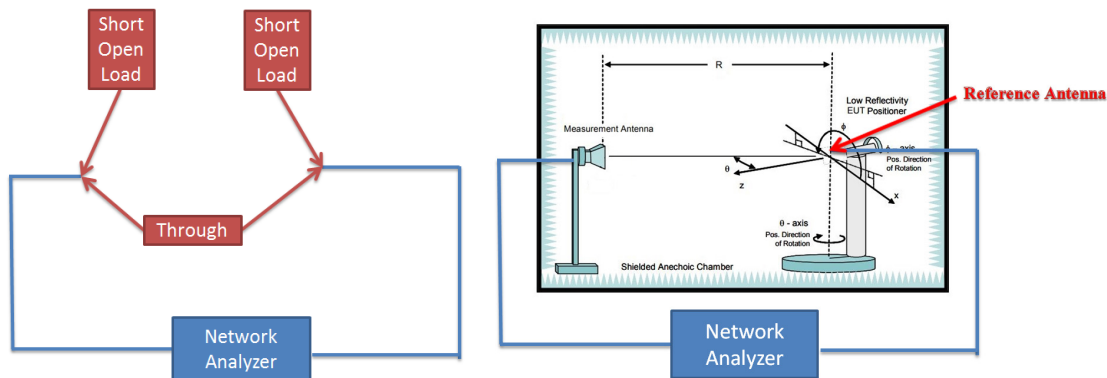 Short
Open
Load
Short
Open
Load
Through
Network
Analyzer
R
Reference Antenna
Low Reflectivity
EUT Positioner
Measurement Antenna
ϕ
ϕ - axis
Pos. Direction
of Rotation
θ
z
x
θ - axis
Pos. Direction
of Rotation
Shielded Anechoic Chamber
Network
Analyzer